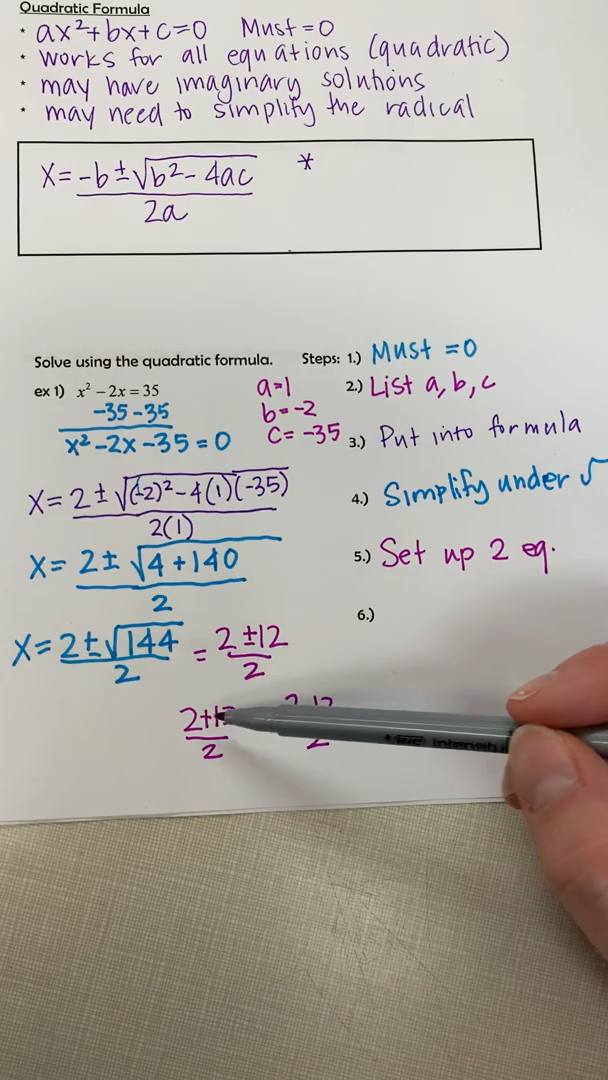 Quadratic Formula
• ax²+bx+c=0 Must=0
• works for all equations (quadratic)
• may have imaginary solutions
• may need to simplify the radical
x = (-b ± √(b² - 4ac)) / 2a *
Solve using the quadratic formula. Steps: 1.) Must = 0
ex 1) x² – 2x = 35 a=1 2.) List a, b, c
-35 -35 b=-2
x²-2x-35=0 c=-35 3.) Put into formula
x = (2 ± √((-2)²-4(1)(-35))) / 2(1) 4.) Simplify under √
x = (2 ± √(4+140)) / 2 5.) Set up 2 eq.
6.)
x = (2 ± √144) / 2 = (2 ± 12) / 2
2+1 / 2